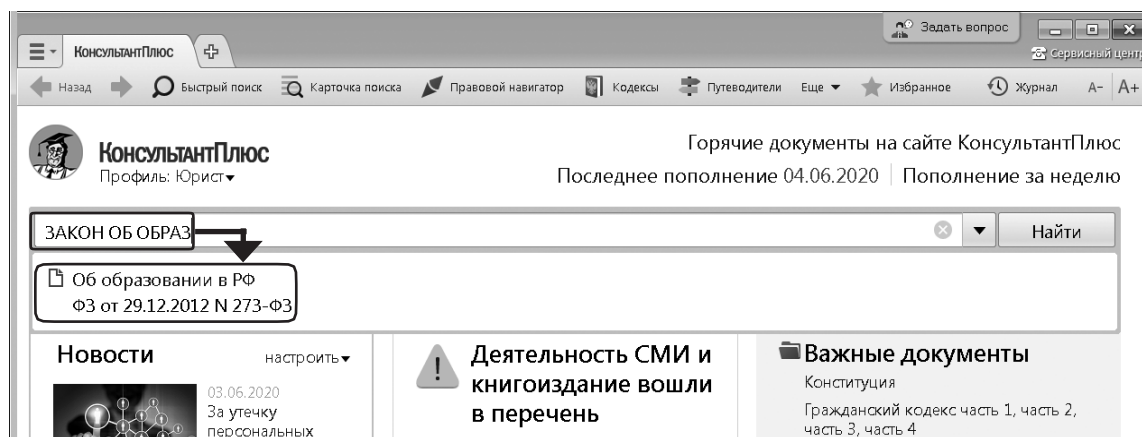 Задать вопрос
КонсультантПлюс
Сервисный центр
Назад Быстрый поиск Карточка поиска Правовой навигатор Кодексы Путеводители Еще Избранное Журнал А- А+
КонсультантПлюс
Профиль: Юрист
Горячие документы на сайте КонсультантПлюс
Последнее пополнение 04.06.2020 Пополнение за неделю
ЗАКОН ОБ ОБРАЗ Найти
Об образовании в РФ
ФЗ от 29.12.2012 N 273-ФЗ
Новости настроить
03.06.2020
За утечку
персональных
Деятельность СМИ и
книгоиздание вошли
в перечень
Важные документы
Конституция
Гражданский кодекс часть 1, часть 2,
часть 3, часть 4